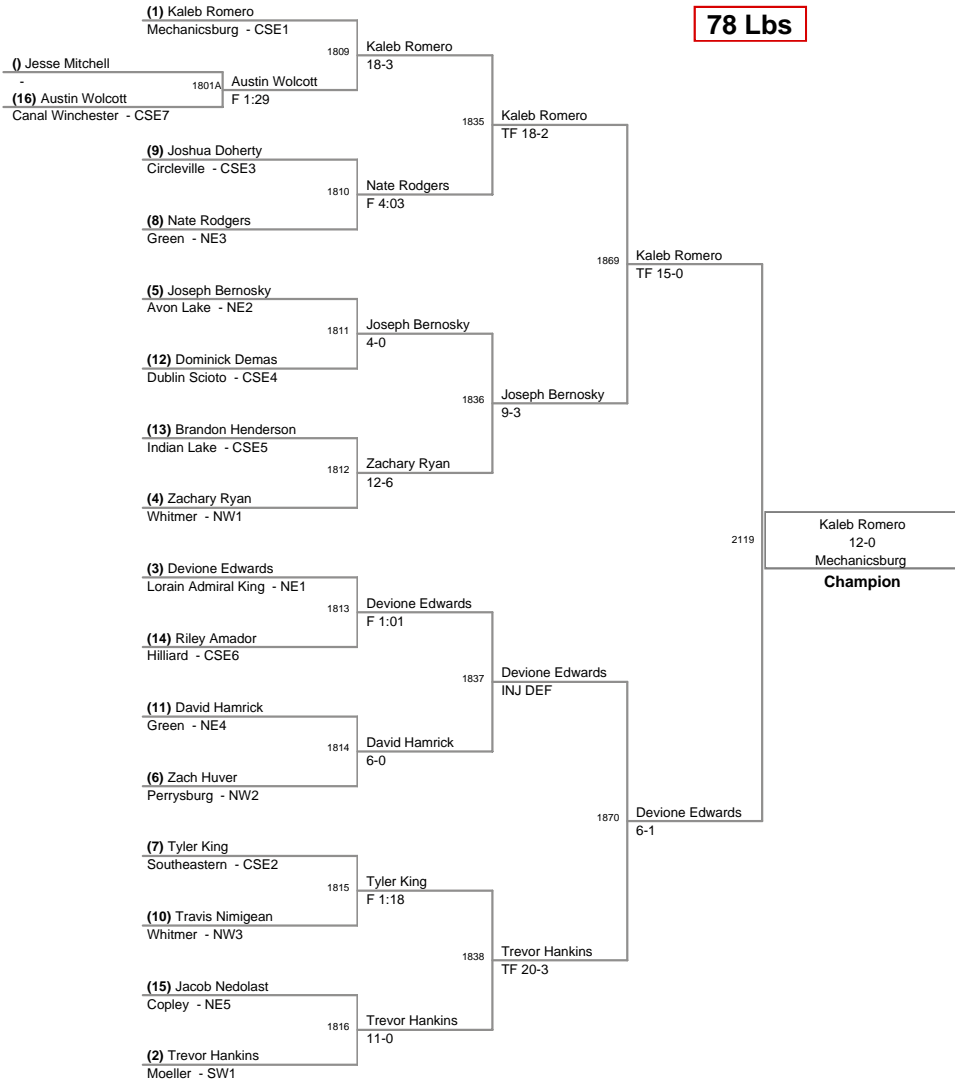 78 Lbs
(1) Kaleb Romero
Mechanicsburg - CSE1
1809
Kaleb Romero
18-3
() Jesse Mitchell
-
1801A
Austin Wolcott
F 1:29
(16) Austin Wolcott
Canal Winchester - CSE7
1835
Kaleb Romero
TF 18-2
(9) Joshua Doherty
Circleville - CSE3
1810
Nate Rodgers
F 4:03
(8) Nate Rodgers
Green - NE3
1869
Kaleb Romero
TF 15-0
(5) Joseph Bernosky
Avon Lake - NE2
1811
Joseph Bernosky
4-0
(12) Dominick Demas
Dublin Scioto - CSE4
1836
Joseph Bernosky
9-3
(13) Brandon Henderson
Indian Lake - CSE5
1812
Zachary Ryan
12-6
(4) Zachary Ryan
Whitmer - NW1
2119
Kaleb Romero
12-0
Mechanicsburg
Champion
(3) Devione Edwards
Lorain Admiral King - NE1
1813
Devione Edwards
F 1:01
(14) Riley Amador
Hilliard - CSE6
1837
Devione Edwards
INJ DEF
(11) David Hamrick
Green - NE4
1814
David Hamrick
6-0
(6) Zach Huver
Perrysburg - NW2
1870
Devione Edwards
6-1
(7) Tyler King
Southeastern - CSE2
1815
Tyler King
F 1:18
(10) Travis Nimigean
Whitmer - NW3
1838
Trevor Hankins
TF 20-3
(15) Jacob Nedolast
Copley - NE5
1816
Trevor Hankins
11-0
(2) Trevor Hankins
Moeller - SW1